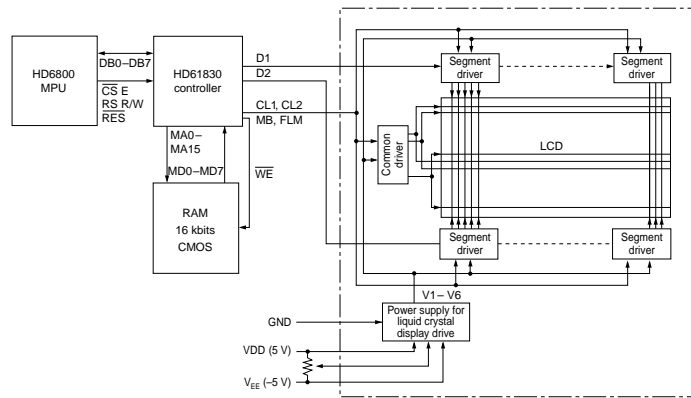 HD6800
MPU
DB0–DB7
CS E
RS R/W
RES
HD61830
controller
D1
D2
CL1, CL2
MB, FLM
MA0–
MA15
MD0–MD7
WE
RAM
16 kbits
CMOS
Segment
driver
Segment
driver
Common
driver
LCD
Segment
driver
Segment
driver
V1– V6
Power supply for
liquid crystal
display drive
GND
VDD (5 V)
VEE (–5 V)